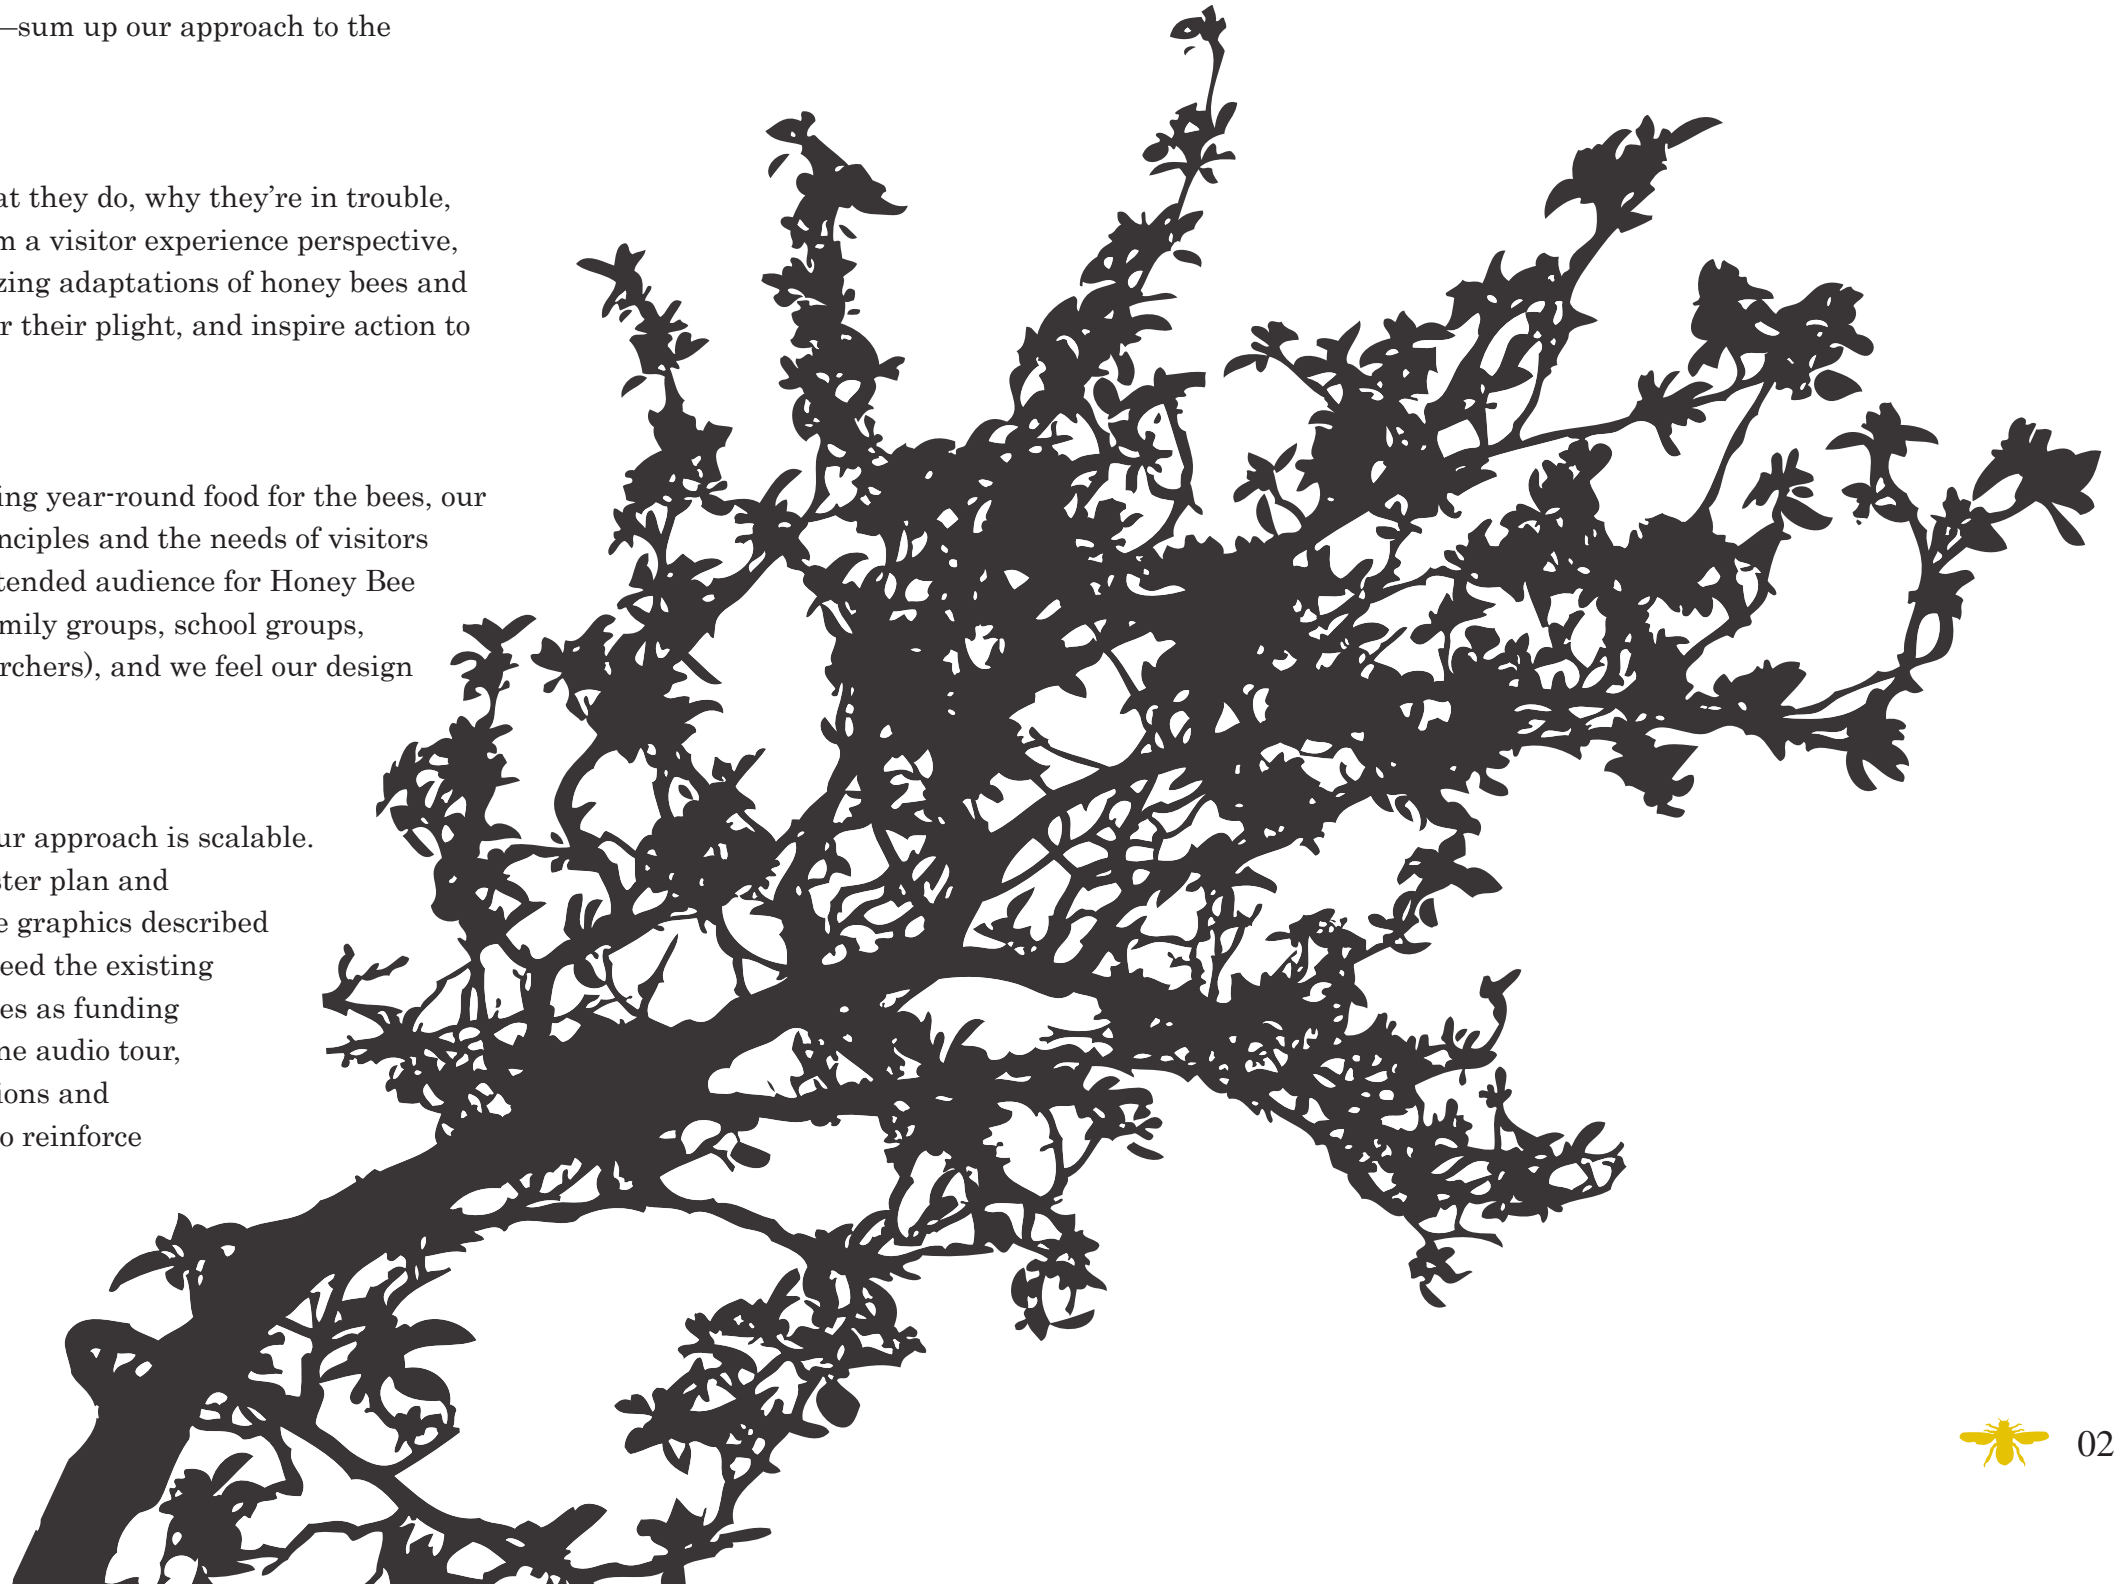 —sum up our approach to the
at they do, why they’re in trouble,
m a visitor experience perspective,
zing adaptations of honey bees and
r their plight, and inspire action to
ing year-round food for the bees, our
nciples and the needs of visitors
tended audience for Honey Bee
mily groups, school groups,
rchers), and we feel our design
ur approach is scalable.
ster plan and
e graphics described
eed the existing
es as funding
ne audio tour,
ions and
o reinforce
02